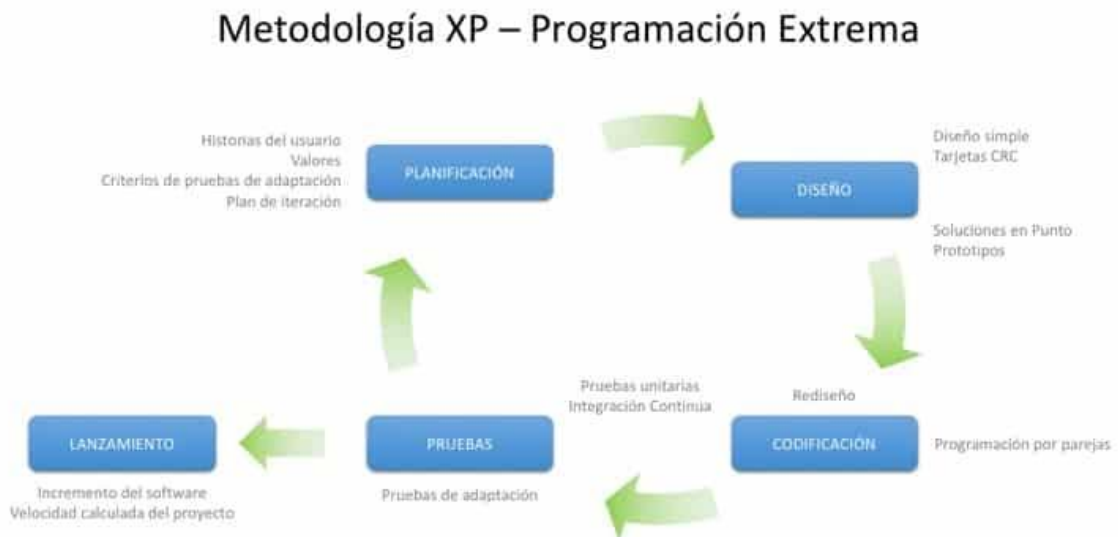 Metodología XP – Programación Extrema
Historias del usuario
Valores
Criterios de pruebas de adaptación
Plan de iteración
PLANIFICACIÓN
DISEÑO
Diseño simple
Tarjetas CRC
Soluciones en Punto
Prototipos
Pruebas unitarias
Integración Continua
Rediseño
LANZAMIENTO
PRUEBAS
CODIFICACIÓN
Programación por parejas
Incremento del software
Velocidad calculada del proyecto
Pruebas de adaptación